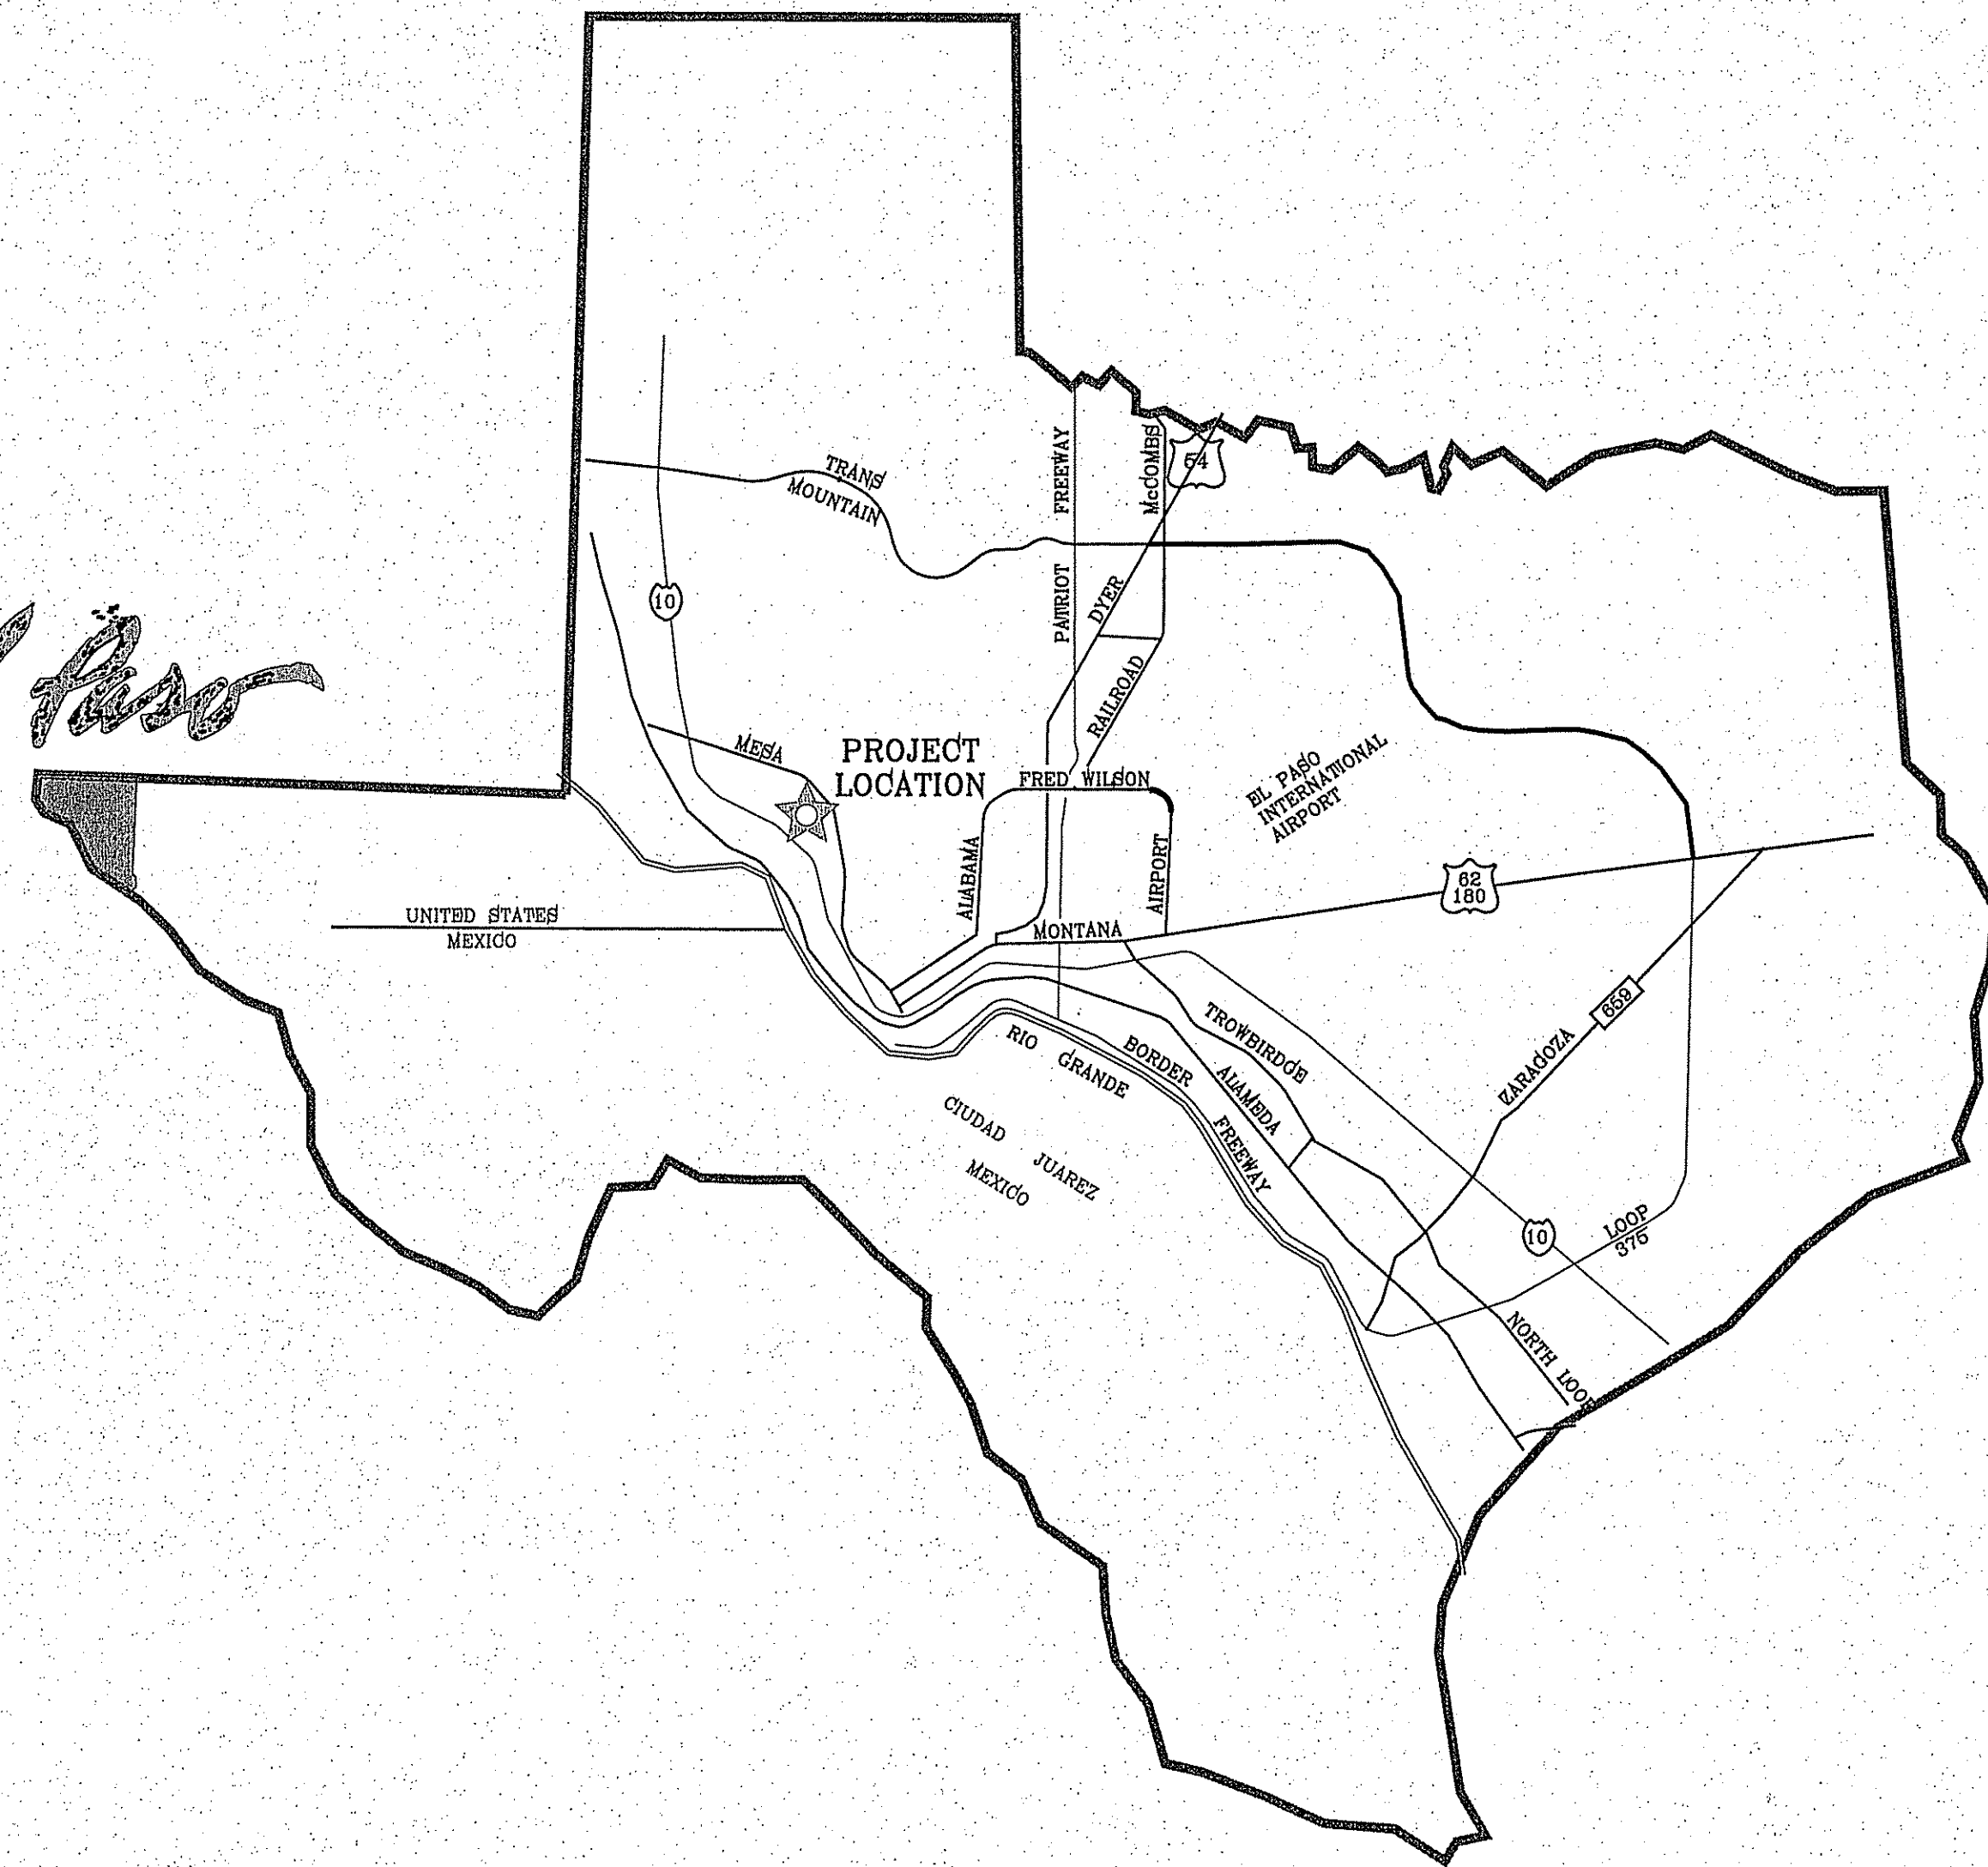 TRANS
MOUNTAIN
FREEWAY
McCOMBS
54
10
PATRIOT
DYER
RAILROAD
Paso
MESA
PROJECT
LOCATION
FRED WILSON
EL PASO
INTERNATIONAL
AIRPORT
ALABAMA
AIRPORT
62
180
UNITED STATES
MEXICO
MONTANA
659
TROWBIRDGE
ZARAGOZA
RIO GRANDE
BORDER
FREEWAY
ALAMEDA
CIUDAD JUAREZ
MEXICO
10
LOOP
375
NORTH LOOP